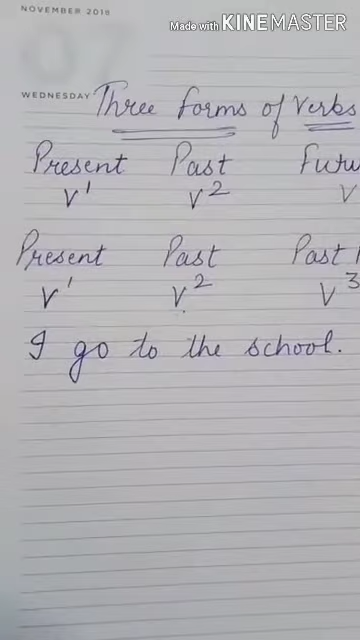 NOVEMBER 2018
Made with KINEMASTER
WEDNESDAY
Three forms of Verbs
Present Past
V1 V2 V
Present Past Past
V1 V2 V3
I go to the school.